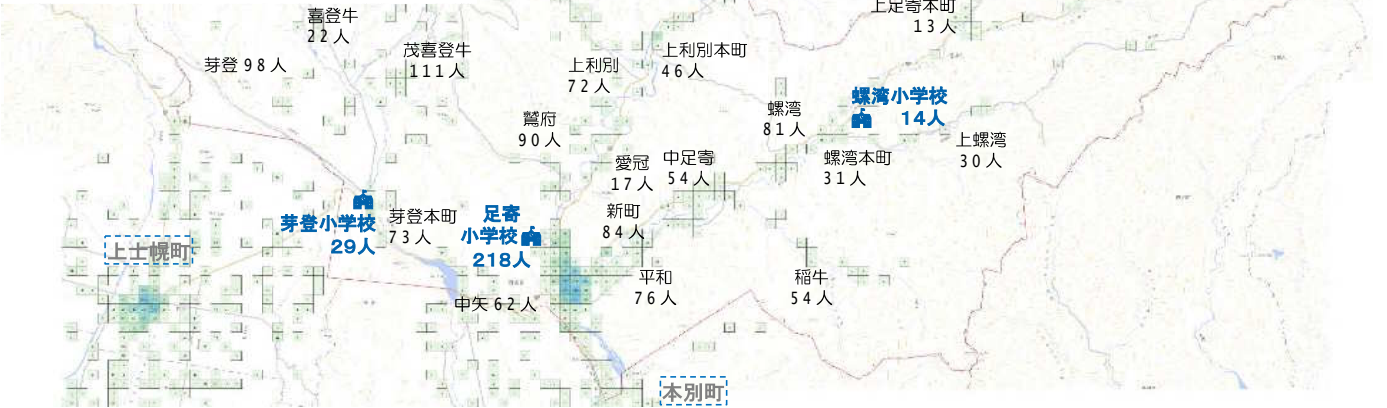 上足寄本町
13人
喜登牛
22人
茂喜登牛
111人
芽登98人
上利別
72人
上利別本町
46人
螺湾小学校
14人
螺湾
81人
鷲府
90人
上螺湾
30人
愛冠
17人
中足寄
54人
螺湾本町
31人
芽登小学校
29人
芽登本町
73人
足寄
小学校
218人
新町
84人
上士幌町
平和
76人
稲牛
54人
中矢62人
本別町